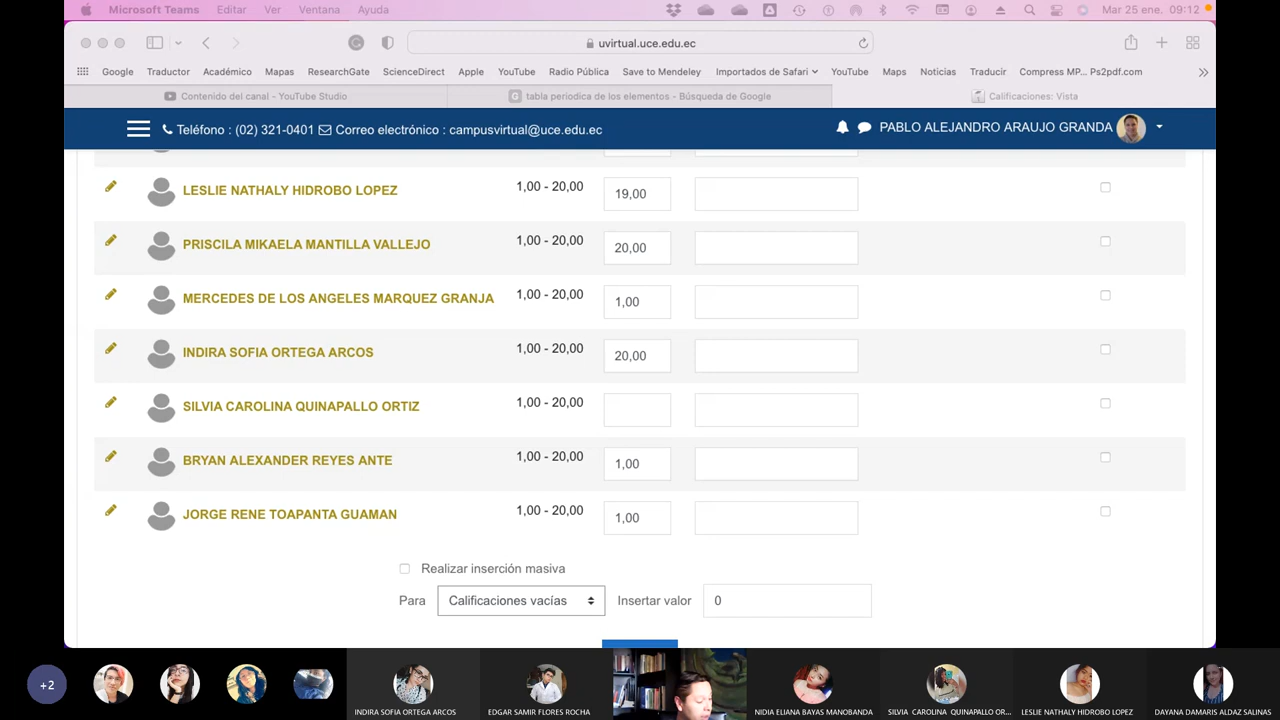 Microsoft Teams Editar Ver Ventana Ayuda Mar 25 ene. 09:12
uvirtual.uce.edu.ec
Google Traductor Académico Mapas ResearchGate ScienceDirect Apple YouTube Radio Pública Save to Mendeley Importados de Safari YouTube Maps Noticias Traducir Compress MP... Ps2pdf.com
Contenido del canal - YouTube Studio tabla periodica de los elementos - Búsqueda de Google Calificaciones: Vista
Teléfono : (02) 321-0401 Correo electrónico : campusvirtual@uce.edu.ec PABLO ALEJANDRO ARAUJO GRANDA
LESLIE NATHALY HIDROBO LOPEZ 1,00 - 20,00 19,00
PRISCILA MIKAELA MANTILLA VALLEJO 1,00 - 20,00 20,00
MERCEDES DE LOS ANGELES MARQUEZ GRANJA 1,00 - 20,00 1,00
INDIRA SOFIA ORTEGA ARCOS 1,00 - 20,00 20,00
SILVIA CAROLINA QUINAPALLO ORTIZ 1,00 - 20,00
BRYAN ALEXANDER REYES ANTE 1,00 - 20,00 1,00
JORGE RENE TOAPANTA GUAMAN 1,00 - 20,00 1,00
Realizar inserción masiva
Para Calificaciones vacías Insertar valor 0
+2
INDIRA SOFIA ORTEGA ARCOS EDGAR SAMIR FLORES ROCHA NIDIA ELIANA BAYAS MANOBANDA SILVIA CAROLINA QUINAPALLO OR... LESLIE NATHALY HIDROBO LOPEZ DAYANA DAMARIS ALDAZ SALINAS